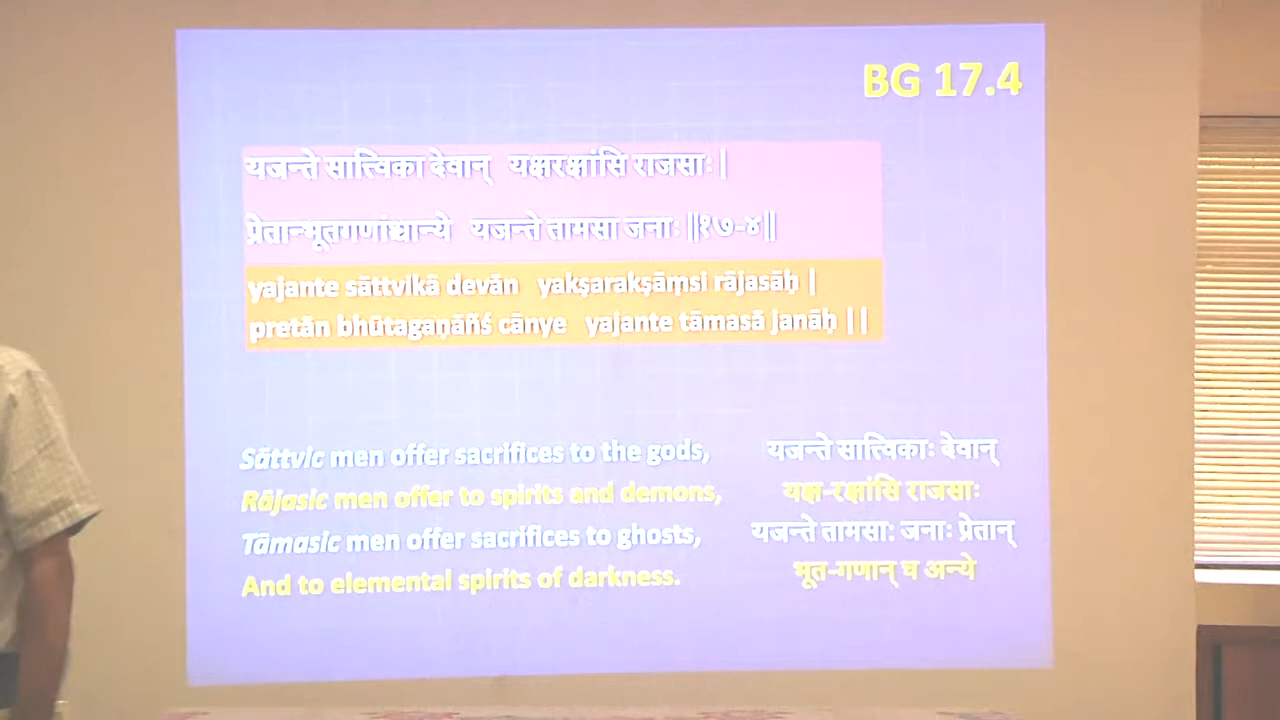 BG 17.4
यजन्ते सात्त्विका देवान् यक्षरक्षांसि राजसाः |
प्रेतान्भूतगणांश्चान्ये यजन्ते तामसा जनाः ||१७-४||
yajante sāttvikā devān yakṣarakṣāṃsi rājasāḥ |
pretān bhūtagaṇāñś cānye yajante tāmasā janāḥ ||
Sāttvic men offer sacrifices to the gods, यजन्ते सात्त्विकाः देवान्
Rājasic men offer to spirits and demons, यक्ष-रक्षांसि राजसाः
Tāmasic men offer sacrifices to ghosts, यजन्ते तामसा: जनाः प्रेतान्
And to elemental spirits of darkness. भूत-गणान् च अन्ये